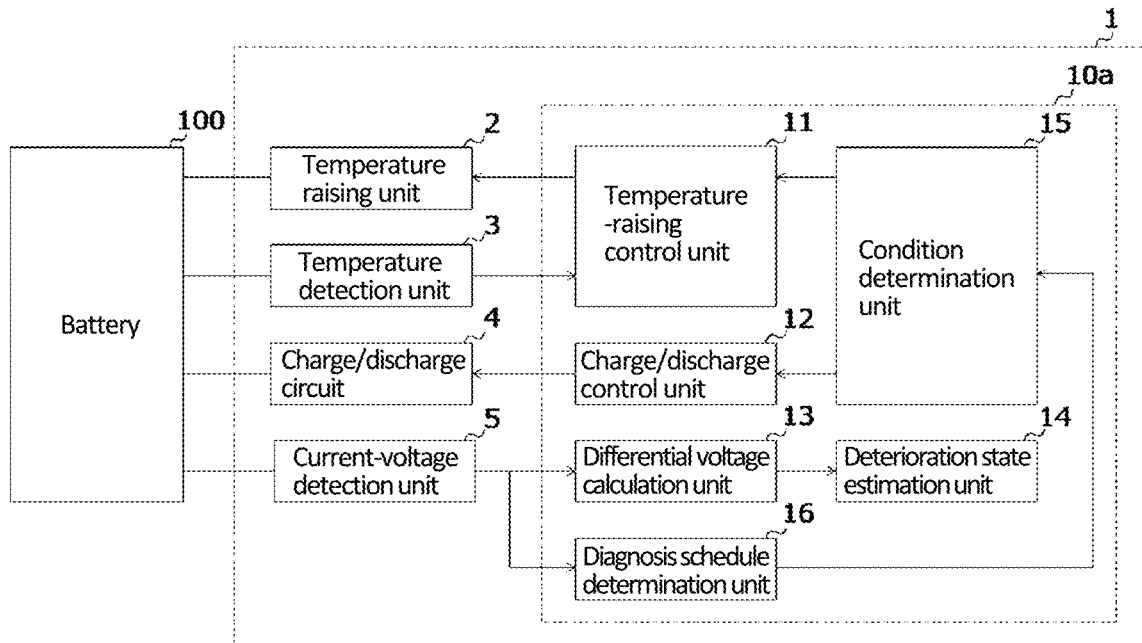 1
10a
100
2
11
15
Temperature
raising unit
Temperature
-raising
control unit
3
Temperature
detection unit
Condition
determination
unit
Battery
4
12
Charge/discharge
circuit
Charge/discharge
control unit
5
13
14
Current-voltage
detection unit
Differential voltage
calculation unit
Deterioration state
estimation unit
16
Diagnosis schedule
determination unit